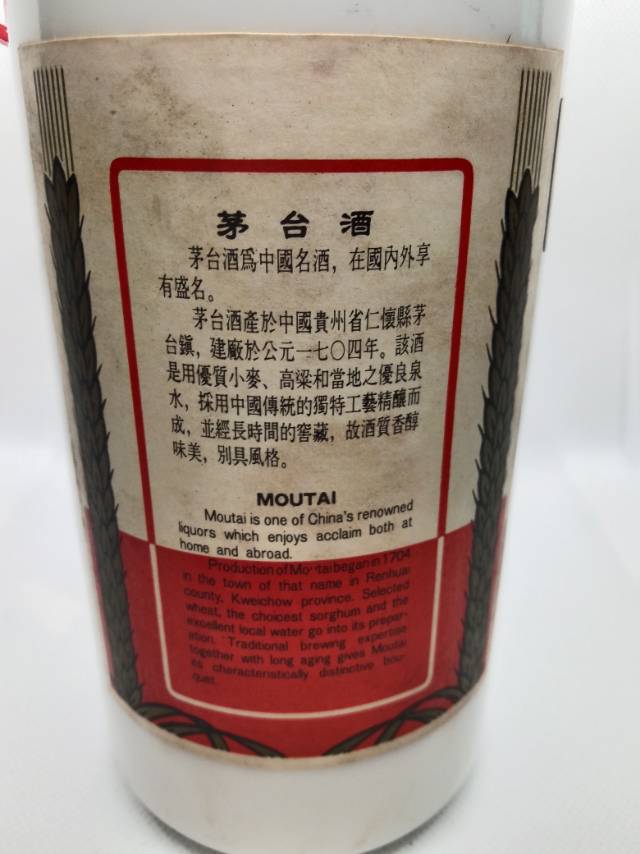 茅台酒
茅台酒爲中國名酒，在國內外享
有盛名。
茅台酒產於中國貴州省仁懷縣茅
台鎭，建廠於公元一七〇四年。該酒
是用優質小麥、高粱和當地之優良泉
水，採用中國傳統的獨特工藝精釀而
成，並經長時間的窖藏，故酒質香醇
味美，別具風格。
MOUTAI
Moutai is one of China's renowned
liquors which enjoys acclaim both at
home and abroad.
Production of Moutai began in 1704
in the town of that name in Renhuai
county, Kweichow province. Selected
wheat, the choicest sorghum and the
excellent local water go into its prepar-
ation. Traditional brewing expertise
together with long aging gives Moutai
its characteristically distinctive bou-
quet.